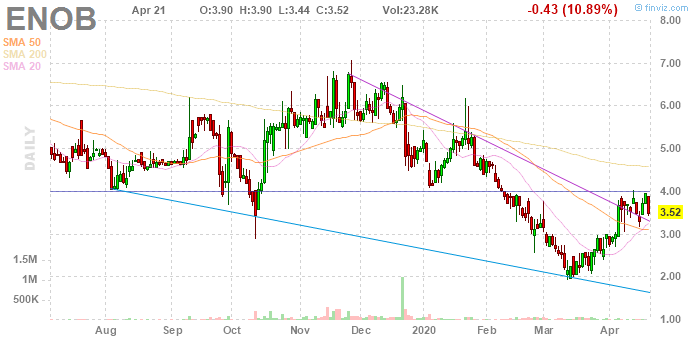 ENOB Apr 21 O:3.90 H:3.90 L:3.44 C:3.52 Vol:23.28K -0.43 (10.89%)
© finviz.com
SMA 50
SMA 200
SMA 20
DAILY
7.00
6.00
5.00
4.00
3.52
3.00
2.00
1.00
1.5M
1M
500K
Aug Sep Oct Nov Dec 2020 Feb Mar Apr